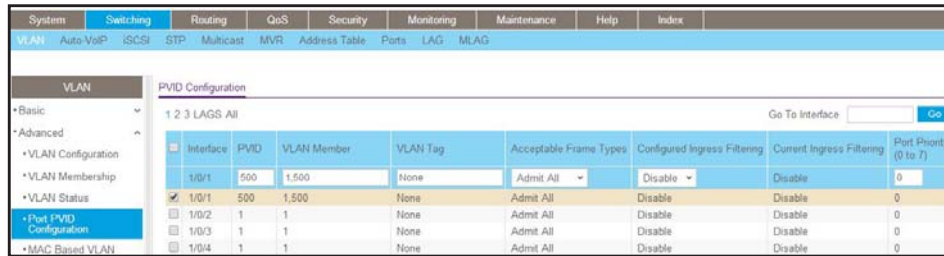 System Switching Routing QoS Security Monitoring Maintenance Help Index
VLAN Auto-VoIP iSCSI STP Multicast MVR Address Table Ports LAG MLAG
VLAN
• Basic
• Advanced
• VLAN Configuration
• VLAN Membership
• VLAN Status
• Port PVID
Configuration
• MAC Based VLAN
PVID Configuration
1 2 3 LAGS All Go To Interface Go
Interface PVID VLAN Member VLAN Tag Acceptable Frame Types Configured Ingress Filtering Current Ingress Filtering Port Priorit
(0 to 7)
1/0/1 500 1,500 None Admit All Disable Disable 0
1/0/1 500 1,500 None Admit All Disable Disable 0
1/0/2 1 1 None Admit All Disable Disable 0
1/0/3 1 1 None Admit All Disable Disable 0
1/0/4 1 1 None Admit All Disable Disable 0